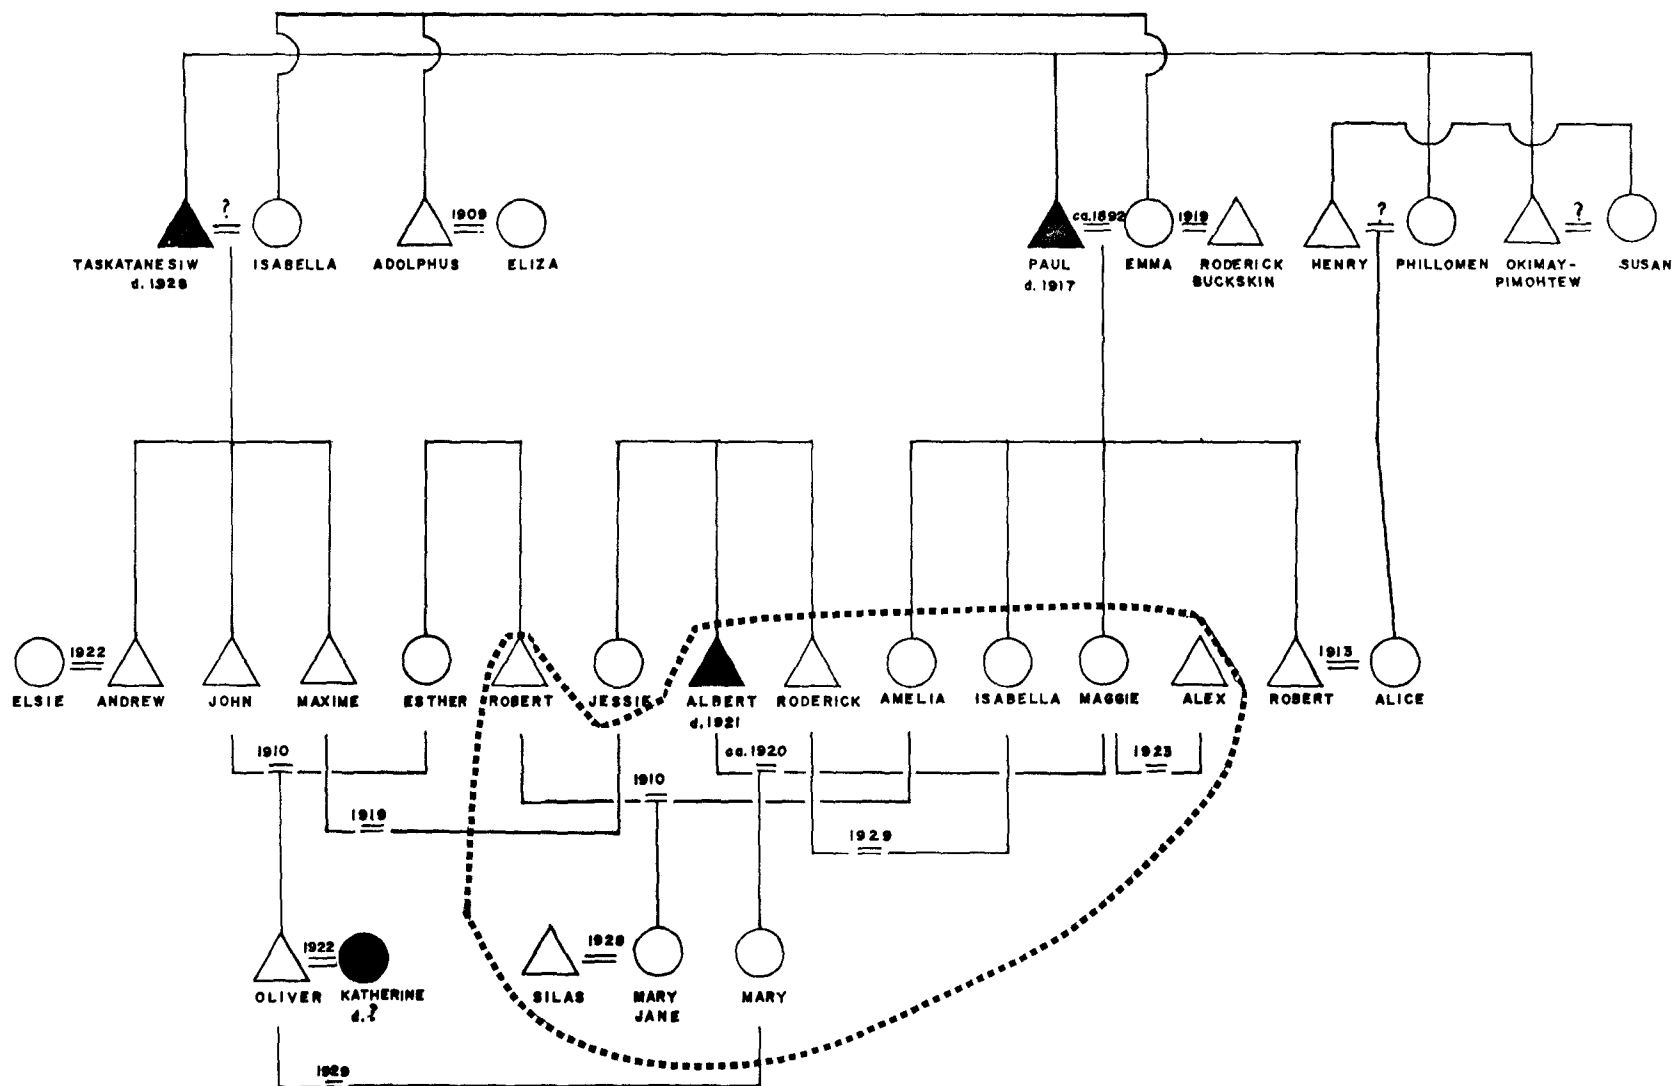 ? 1909 ca.1892 1919 ? ?
TASKATANESIW ISABELLA ADOLPHUS ELIZA PAUL EMMA RODERICK HENRY PHILLOMEN OKIMAY- SUSAN
d. 1928 d. 1917 BUCKSKIN PIMOHTEW
1922 1913
ELSIE ANDREW JOHN MAXIME ESTHER ROBERT JESSIE ALBERT RODERICK AMELIA ISABELLA MAGGIE ALEX ROBERT ALICE
d. 1921
1910 ca. 1920 1923
1910
1919
1929
1922 1928
OLIVER KATHERINE SILAS MARY MARY
d. ? JANE
1929